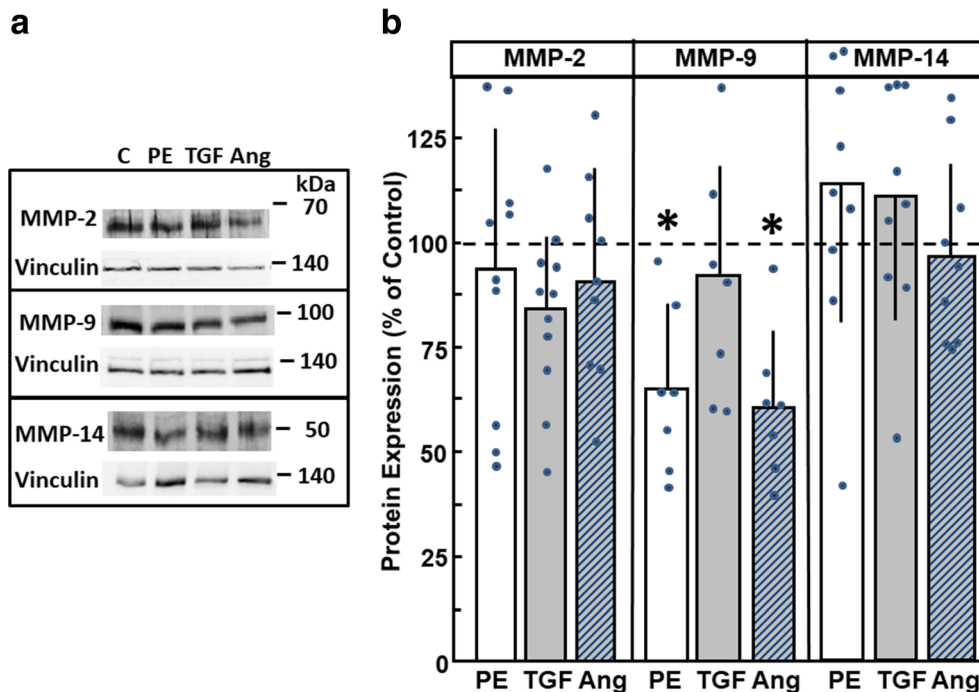 a
C PE TGF Ang
kDa
MMP-2 70
Vinculin 140
MMP-9 100
Vinculin 140
MMP-14 50
Vinculin 140
b
MMP-2 MMP-9 MMP-14
Protein Expression (% of Control)
125
100
75
50
25
0
* *
PE TGF Ang PE TGF Ang PE TGF Ang